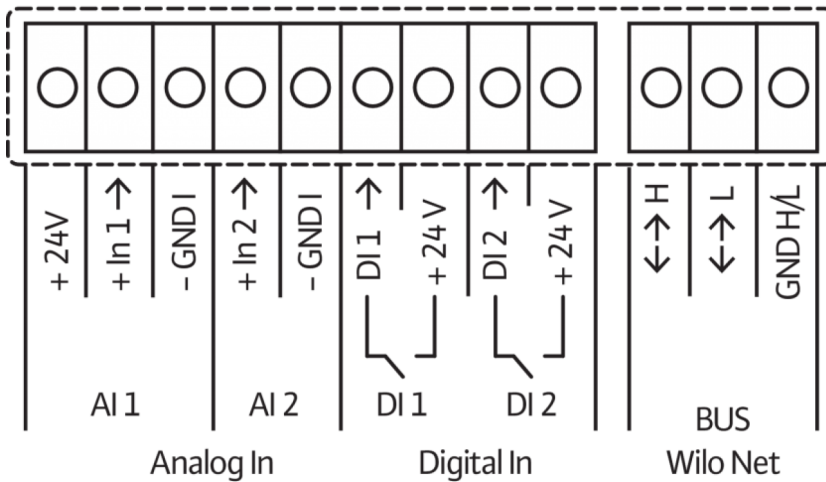 + 24V
+ In 1 →
– GND I
+ In 2 →
– GND I
DI 1 →
+ 24 V
DI 2 →
+ 24 V
↔ H
↔ L
GND H/L
AI 1
AI 2
DI 1
DI 2
BUS
Analog In
Digital In
Wilo Net